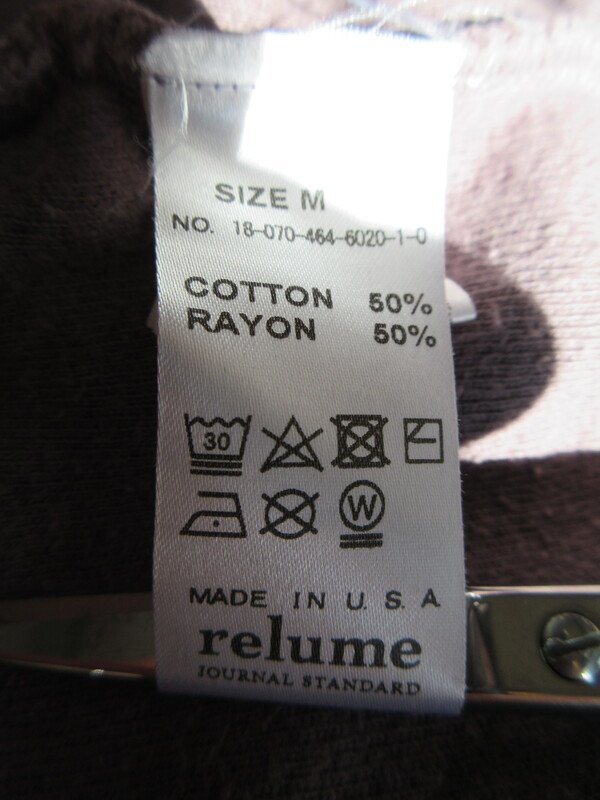 SIZE M
NO. 18-070-464-6020-1-0
COTTON 50%
RAYON 50%
30
W
MADE IN U.S.A
relume
JOURNAL STANDARD